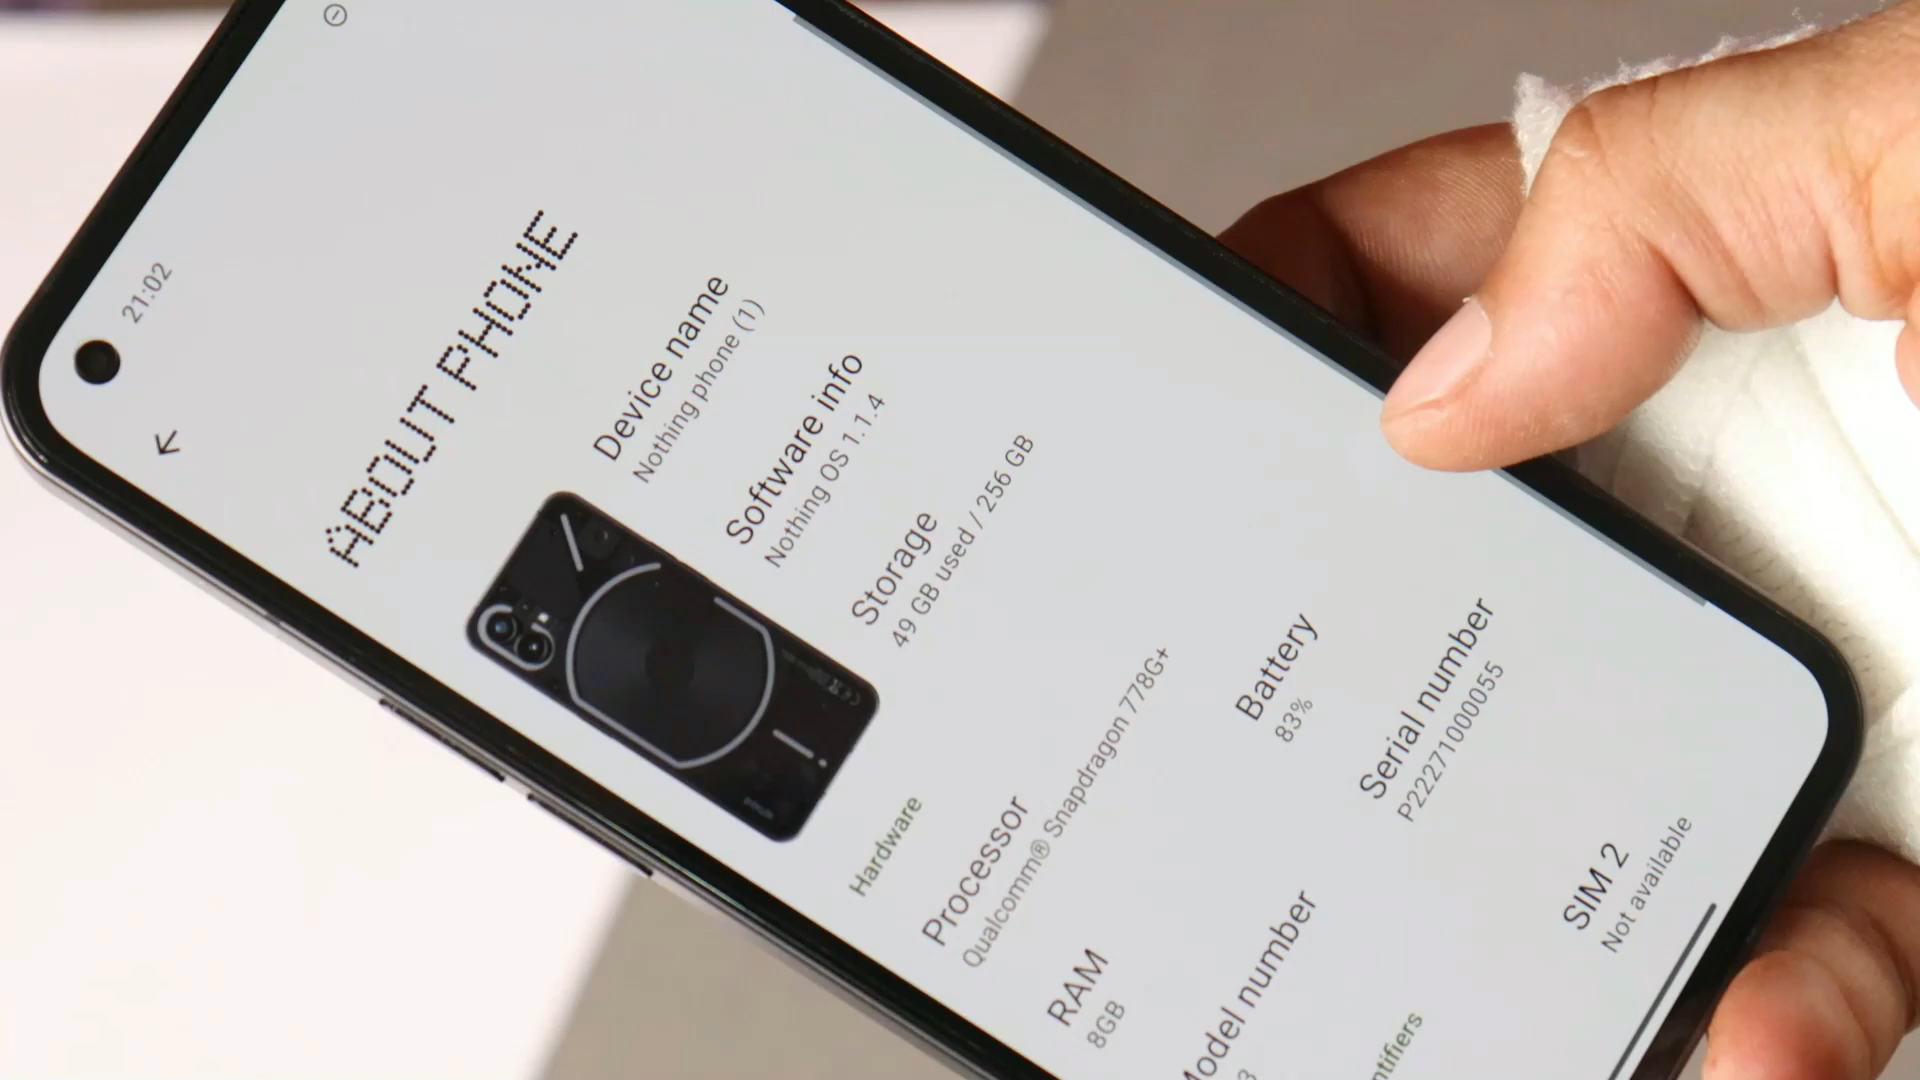 21:02
ABOUT PHONE
Device name
Nothing phone (1)
Software info
Nothing OS 1.1.4
Storage
49 GB used / 256 GB
Hardware
Processor
Qualcomm® Snapdragon 778G+
Battery
83%
RAM
8GB
Serial number
P22271000055
Model number
SIM 2
Not available